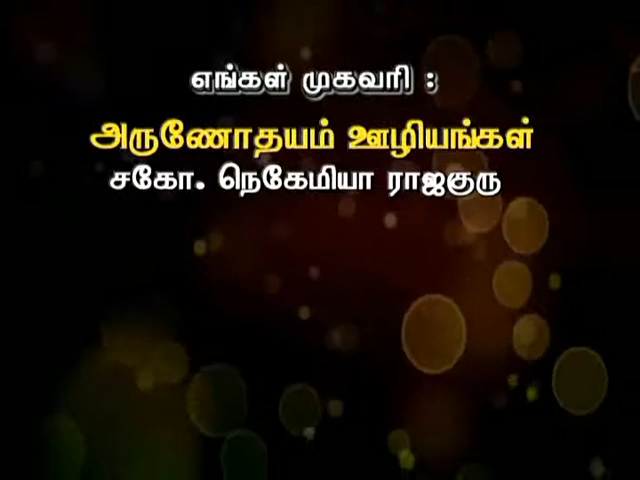 எங்கள் முகவரி :
அருணோதயம் ஊழியங்கள்
சகோ. நெகேமியா ராஜகுரு